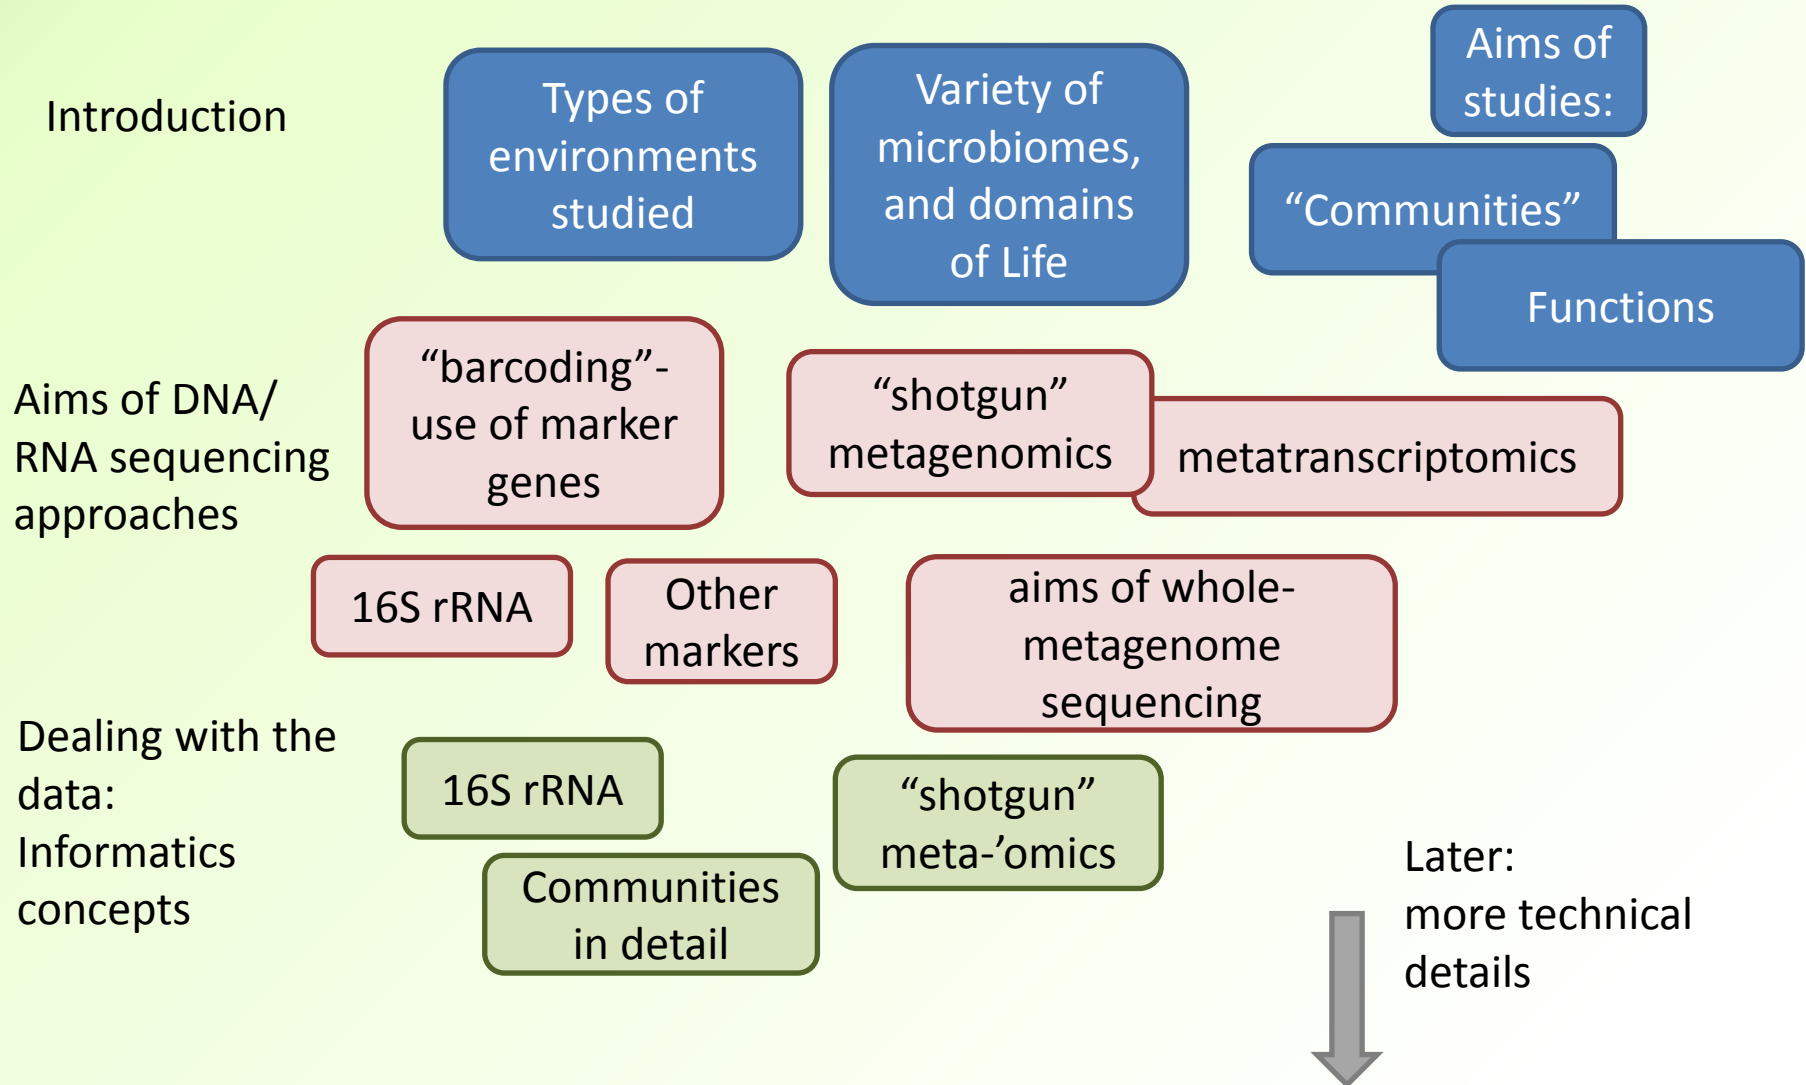 Introduction
Types of
environments
studied
Variety of
microbiomes,
and domains
of Life
Aims of
studies:
“Communities”
Functions
Aims of DNA/
RNA sequencing
approaches
“barcoding”-
use of marker
genes
“shotgun”
metagenomics
metatranscriptomics
16S rRNA
Other
markers
aims of whole-
metagenome
sequencing
Dealing with the
data:
Informatics
concepts
16S rRNA
Communities
in detail
“shotgun”
meta-’omics
Later:
more technical
details